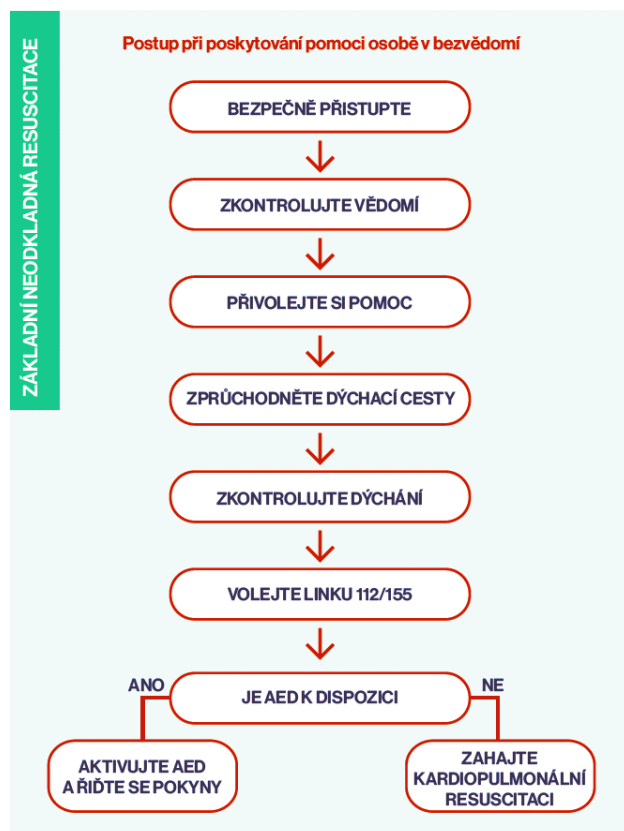 ZÁKLADNÍ NEODKLADNÁ RESUSCITACE
Postup při poskytování pomoci osobě v bezvědomí
BEZPEČNĚ PŘISTUPTE
ZKONTROLUJTE VĚDOMÍ
PŘIVOLEJTE SI POMOC
ZPRŮCHODNĚTE DÝCHACÍ CESTY
ZKONTROLUJTE DÝCHÁNÍ
VOLEJTE LINKU 112/155
JE AED K DISPOZICI
ANO
NE
AKTIVUJTE AED
A ŘIĎTE SE POKYNY
ZAHAJTE
KARDIOPULMONÁLNÍ
RESUSCITACI